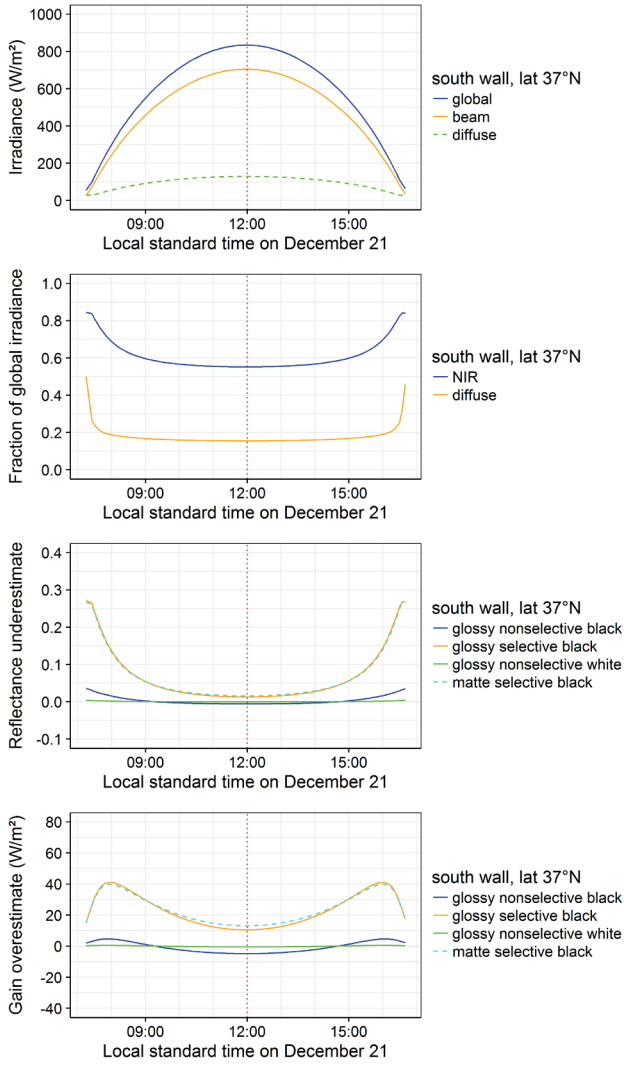 Irradiance (W/m²)
1000
800
600
400
200
0
09:00 12:00 15:00
Local standard time on December 21
south wall, lat 37°N
global
beam
diffuse
Fraction of global irradiance
1.0
0.8
0.6
0.4
0.2
0.0
09:00 12:00 15:00
Local standard time on December 21
south wall, lat 37°N
NIR
diffuse
Reflectance underestimate
0.4
0.3
0.2
0.1
0.0
-0.1
09:00 12:00 15:00
Local standard time on December 21
south wall, lat 37°N
glossy nonselective black
glossy selective black
glossy nonselective white
matte selective black
Gain overestimate (W/m²)
80
60
40
20
0
-20
-40
09:00 12:00 15:00
Local standard time on December 21
south wall, lat 37°N
glossy nonselective black
glossy selective black
glossy nonselective white
matte selective black